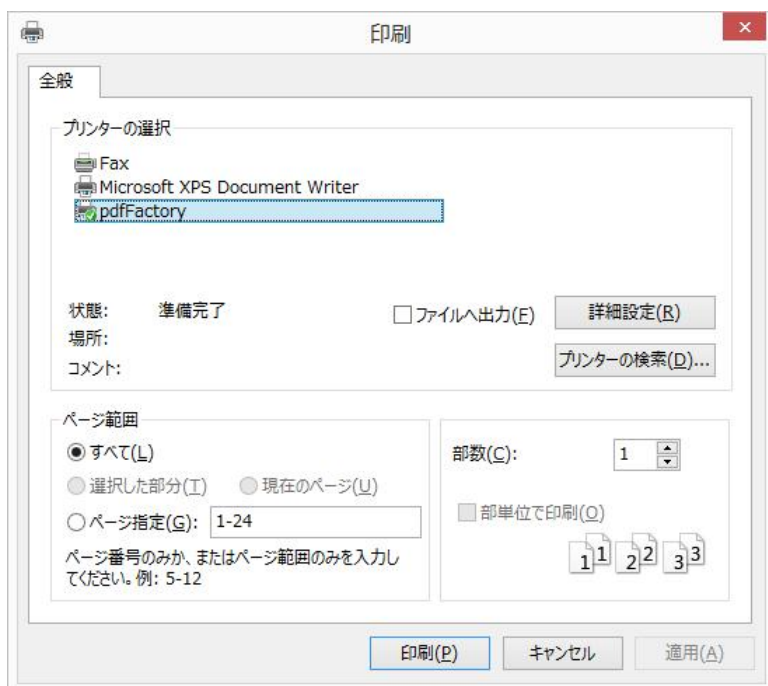 印刷
全般
プリンターの選択
Fax
Microsoft XPS Document Writer
pdfFactory
状態: 準備完了
場所:
コメント:
ファイルへ出力(F)
詳細設定(R)
プリンターの検索(D)...
ページ範囲
すべて(L)
選択した部分(T) 現在のページ(U)
ページ指定(G): 1-24
ページ番号のみか、またはページ範囲のみを入力し
てください。例: 5-12
部数(C): 1
部単位で印刷(O)
1 1 2 2 3 3
印刷(P) キャンセル 適用(A)